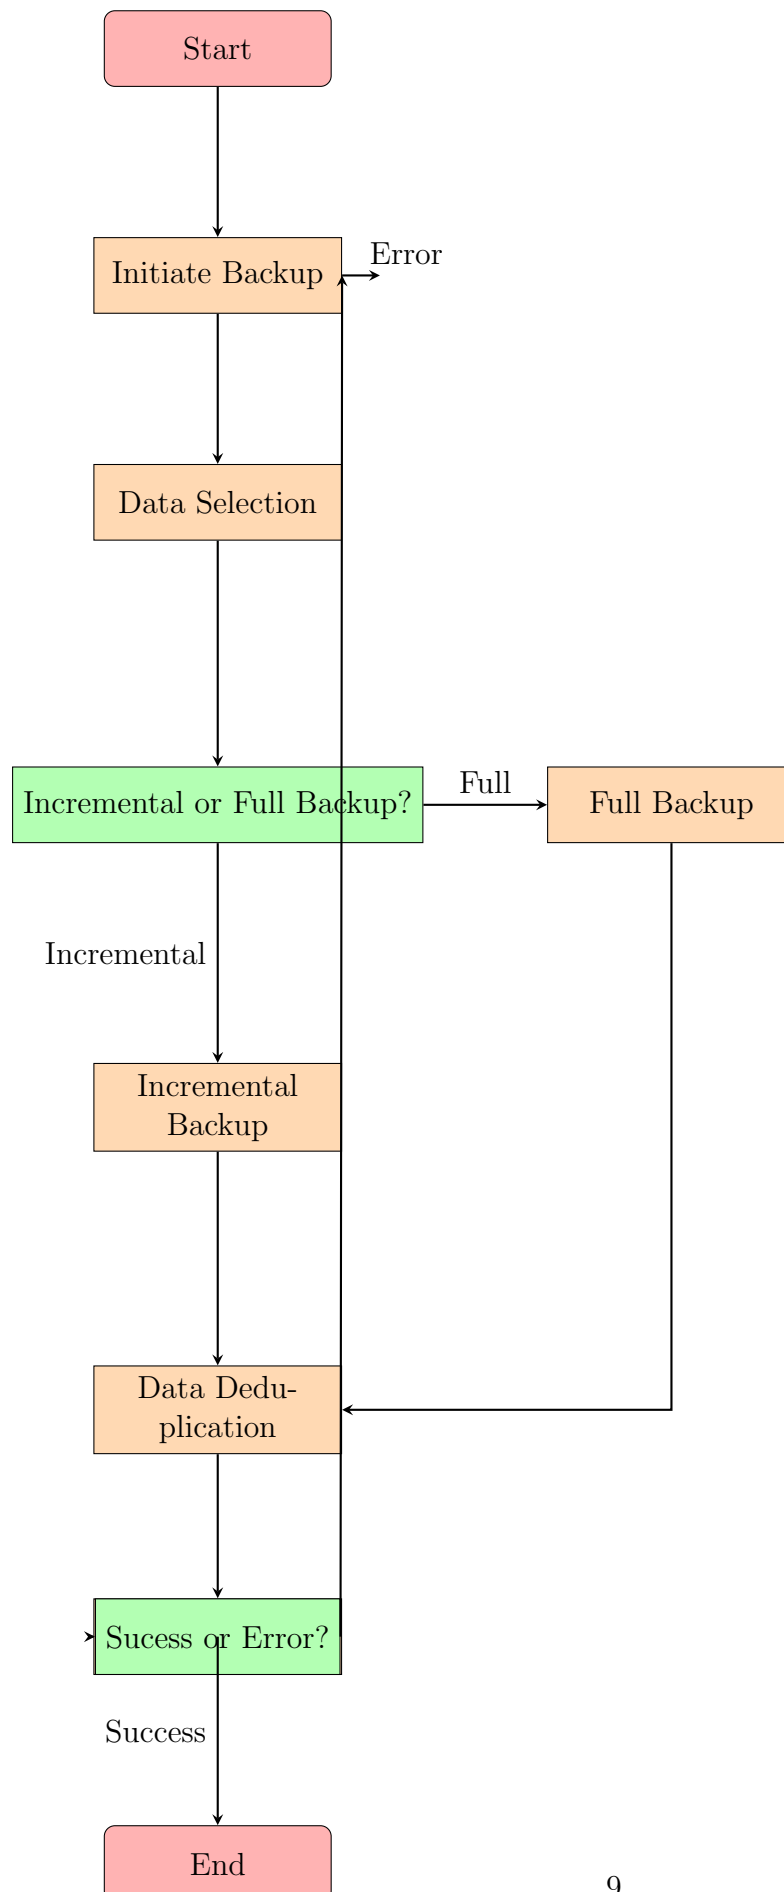 Start
Initiate Backup
Error
Data Selection
Incremental or Full Backup?
Full
Full Backup
Incremental
Incremental
Backup
Data Dedu-
plication
Sucess or Error?
Success
End
9